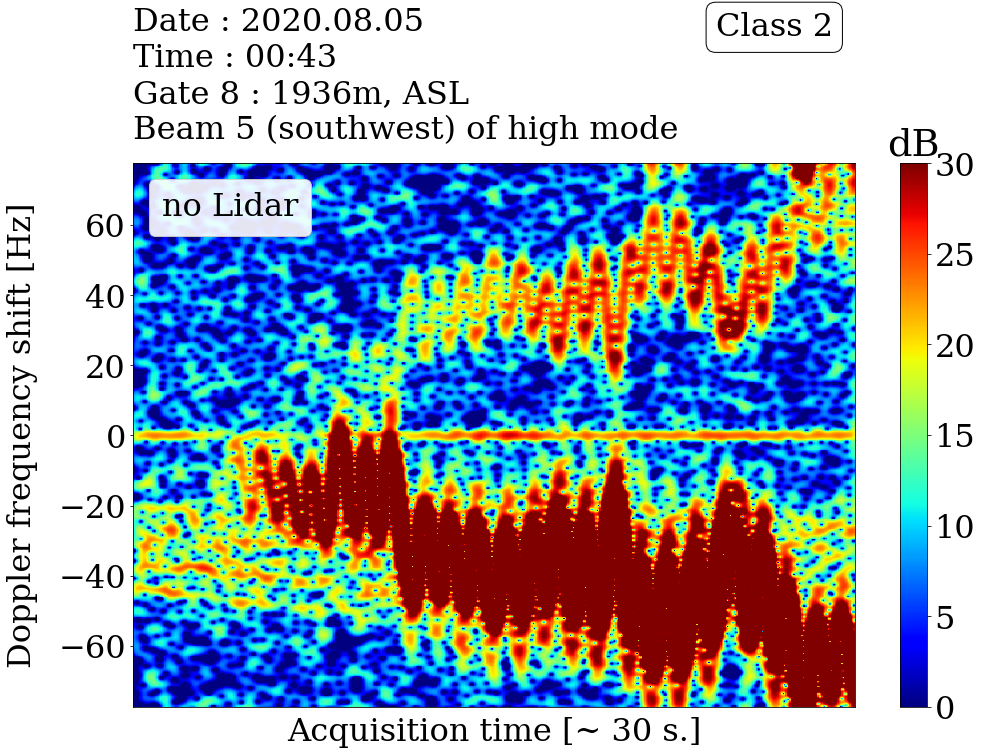 Date : 2020.08.05
Time : 00:43
Gate 8 : 1936m, ASL
Beam 5 (southwest) of high mode
Class 2
dB
no Lidar
Doppler frequency shift [Hz]
60
40
20
0
−20
−40
−60
30
25
20
15
10
5
0
Acquisition time [~ 30 s.]